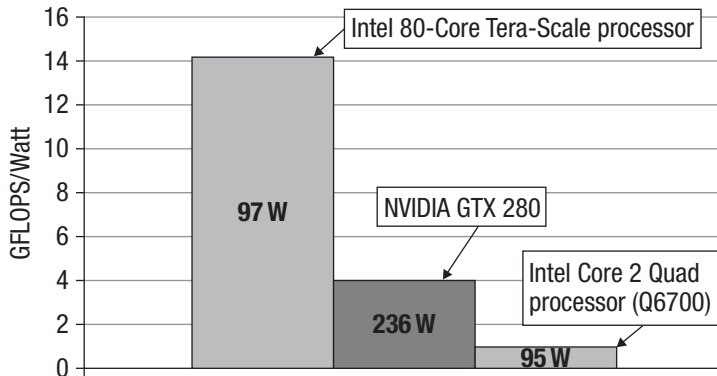 GFLOPS/Watt
16
14
12
10
8
6
4
2
0
Intel 80-Core Tera-Scale processor
97 W
NVIDIA GTX 280
236 W
Intel Core 2 Quad
processor (Q6700)
95 W